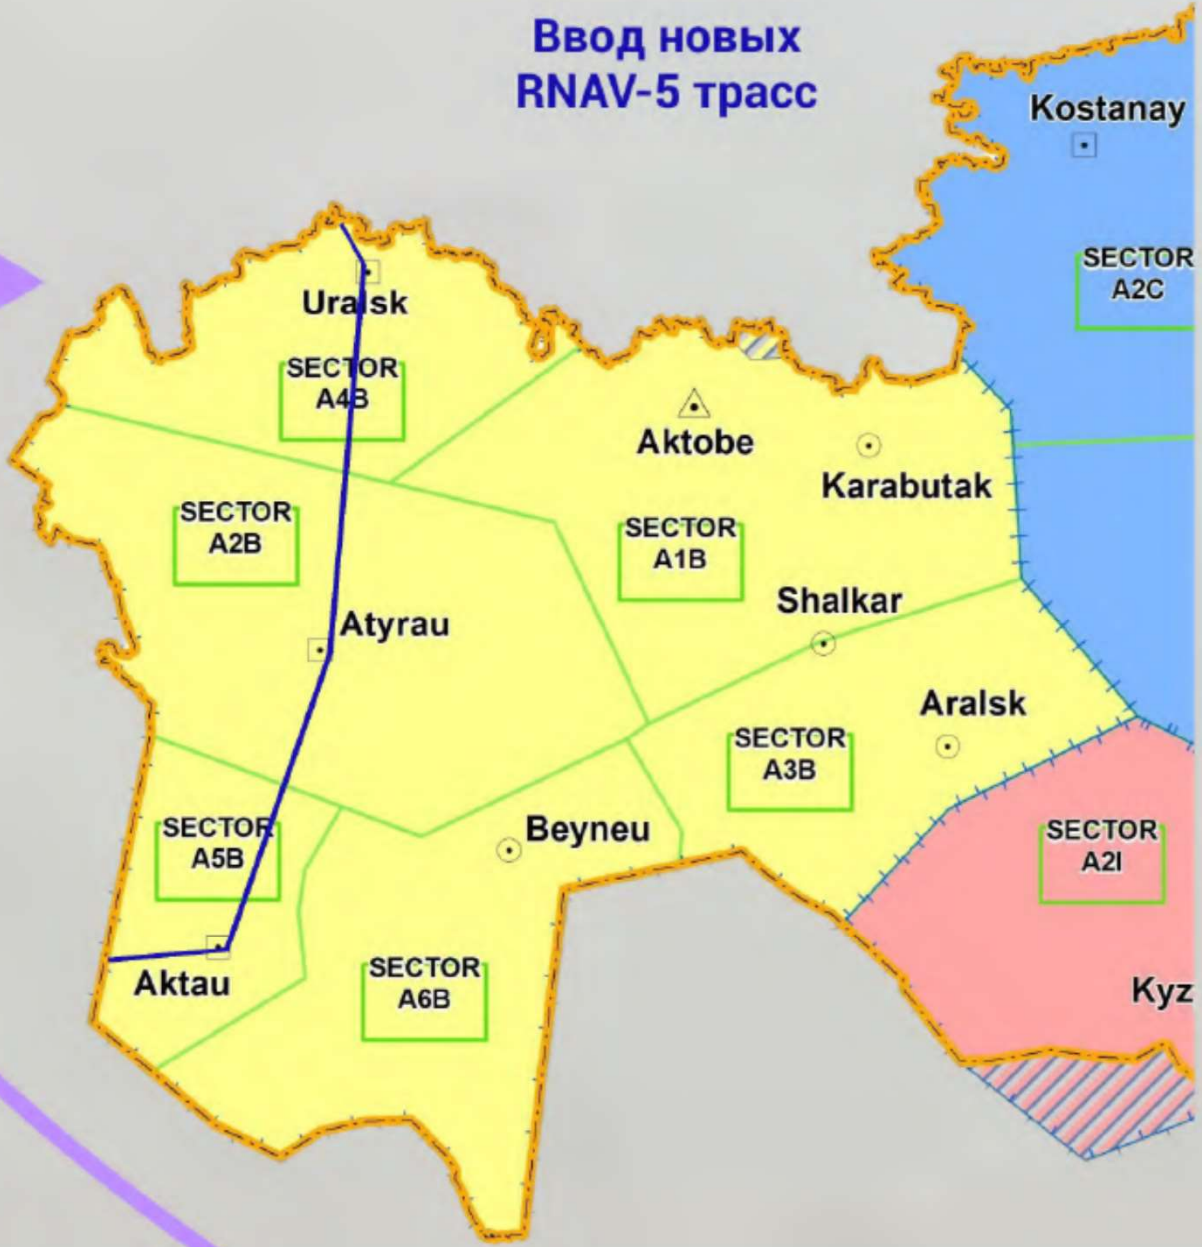 Ввод новых
RNAV-5 трасс
Kostanay
SECTOR
A2C
Uralsk
SECTOR
A4B
Aktobe
Karabutak
SECTOR
A2B
SECTOR
A1B
Shalkar
Atyrau
Aralsk
SECTOR
A3B
SECTOR
A5B
Beyneu
SECTOR
A2I
Aktau
SECTOR
A6B
Kyz